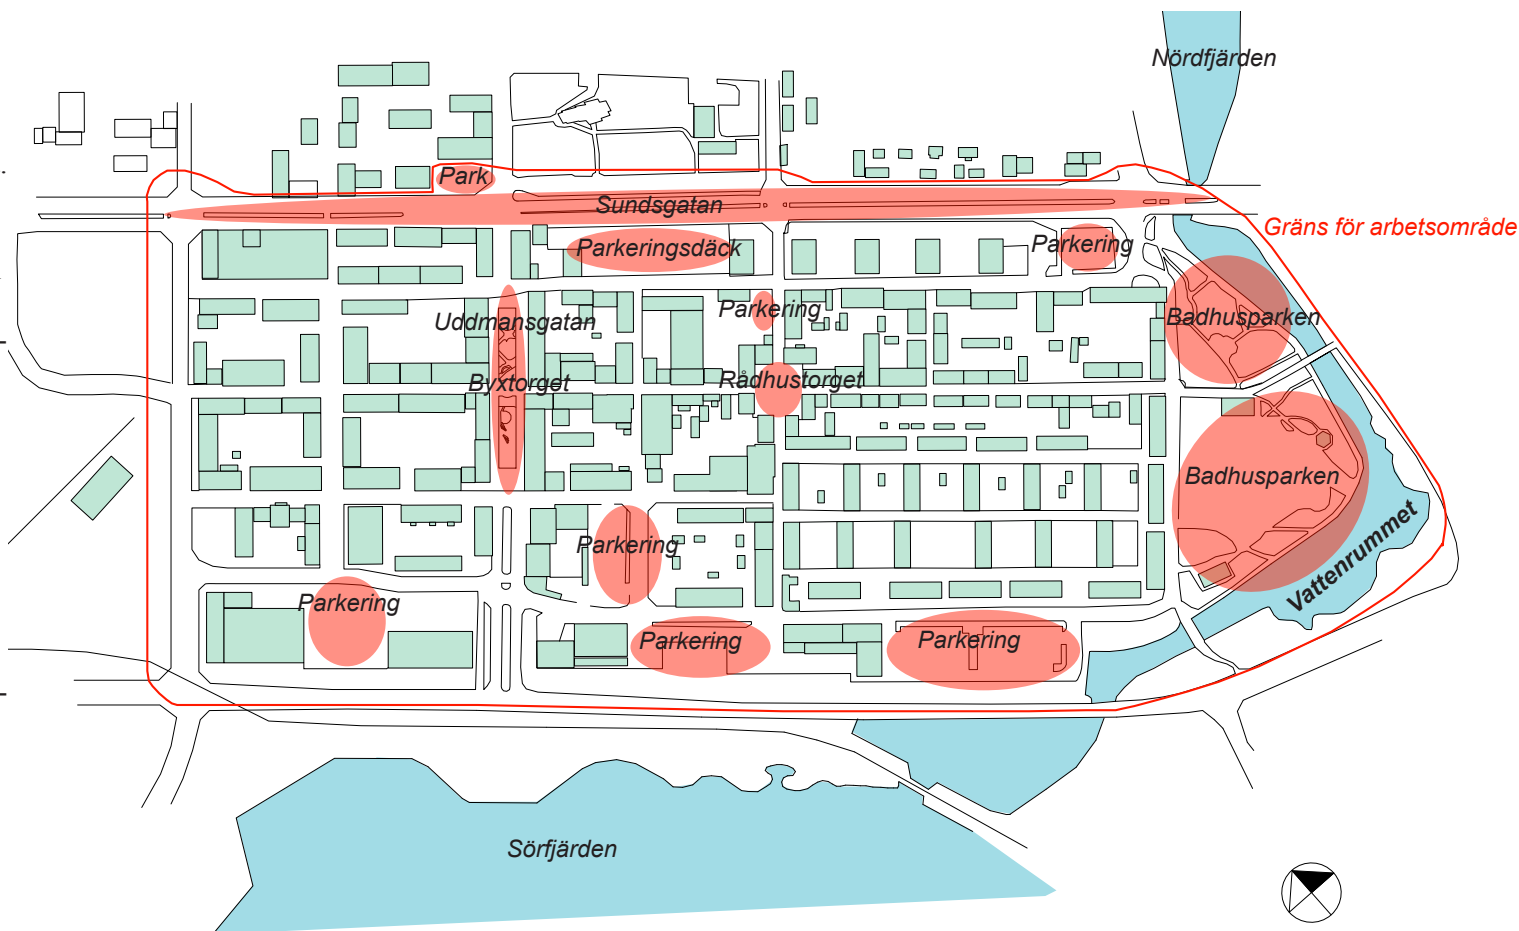 Nördfjärden
Park
Sundsgatan
Gräns för arbetsområde
Parkeringsdäck
Parkering
Parkering
Badhusparken
Uddmansgatan
Byxtorget
Rådhustorget
Badhusparken
Vattenrummet
Parkering
Parkering
Parkering
Parkering
Sörfjärden